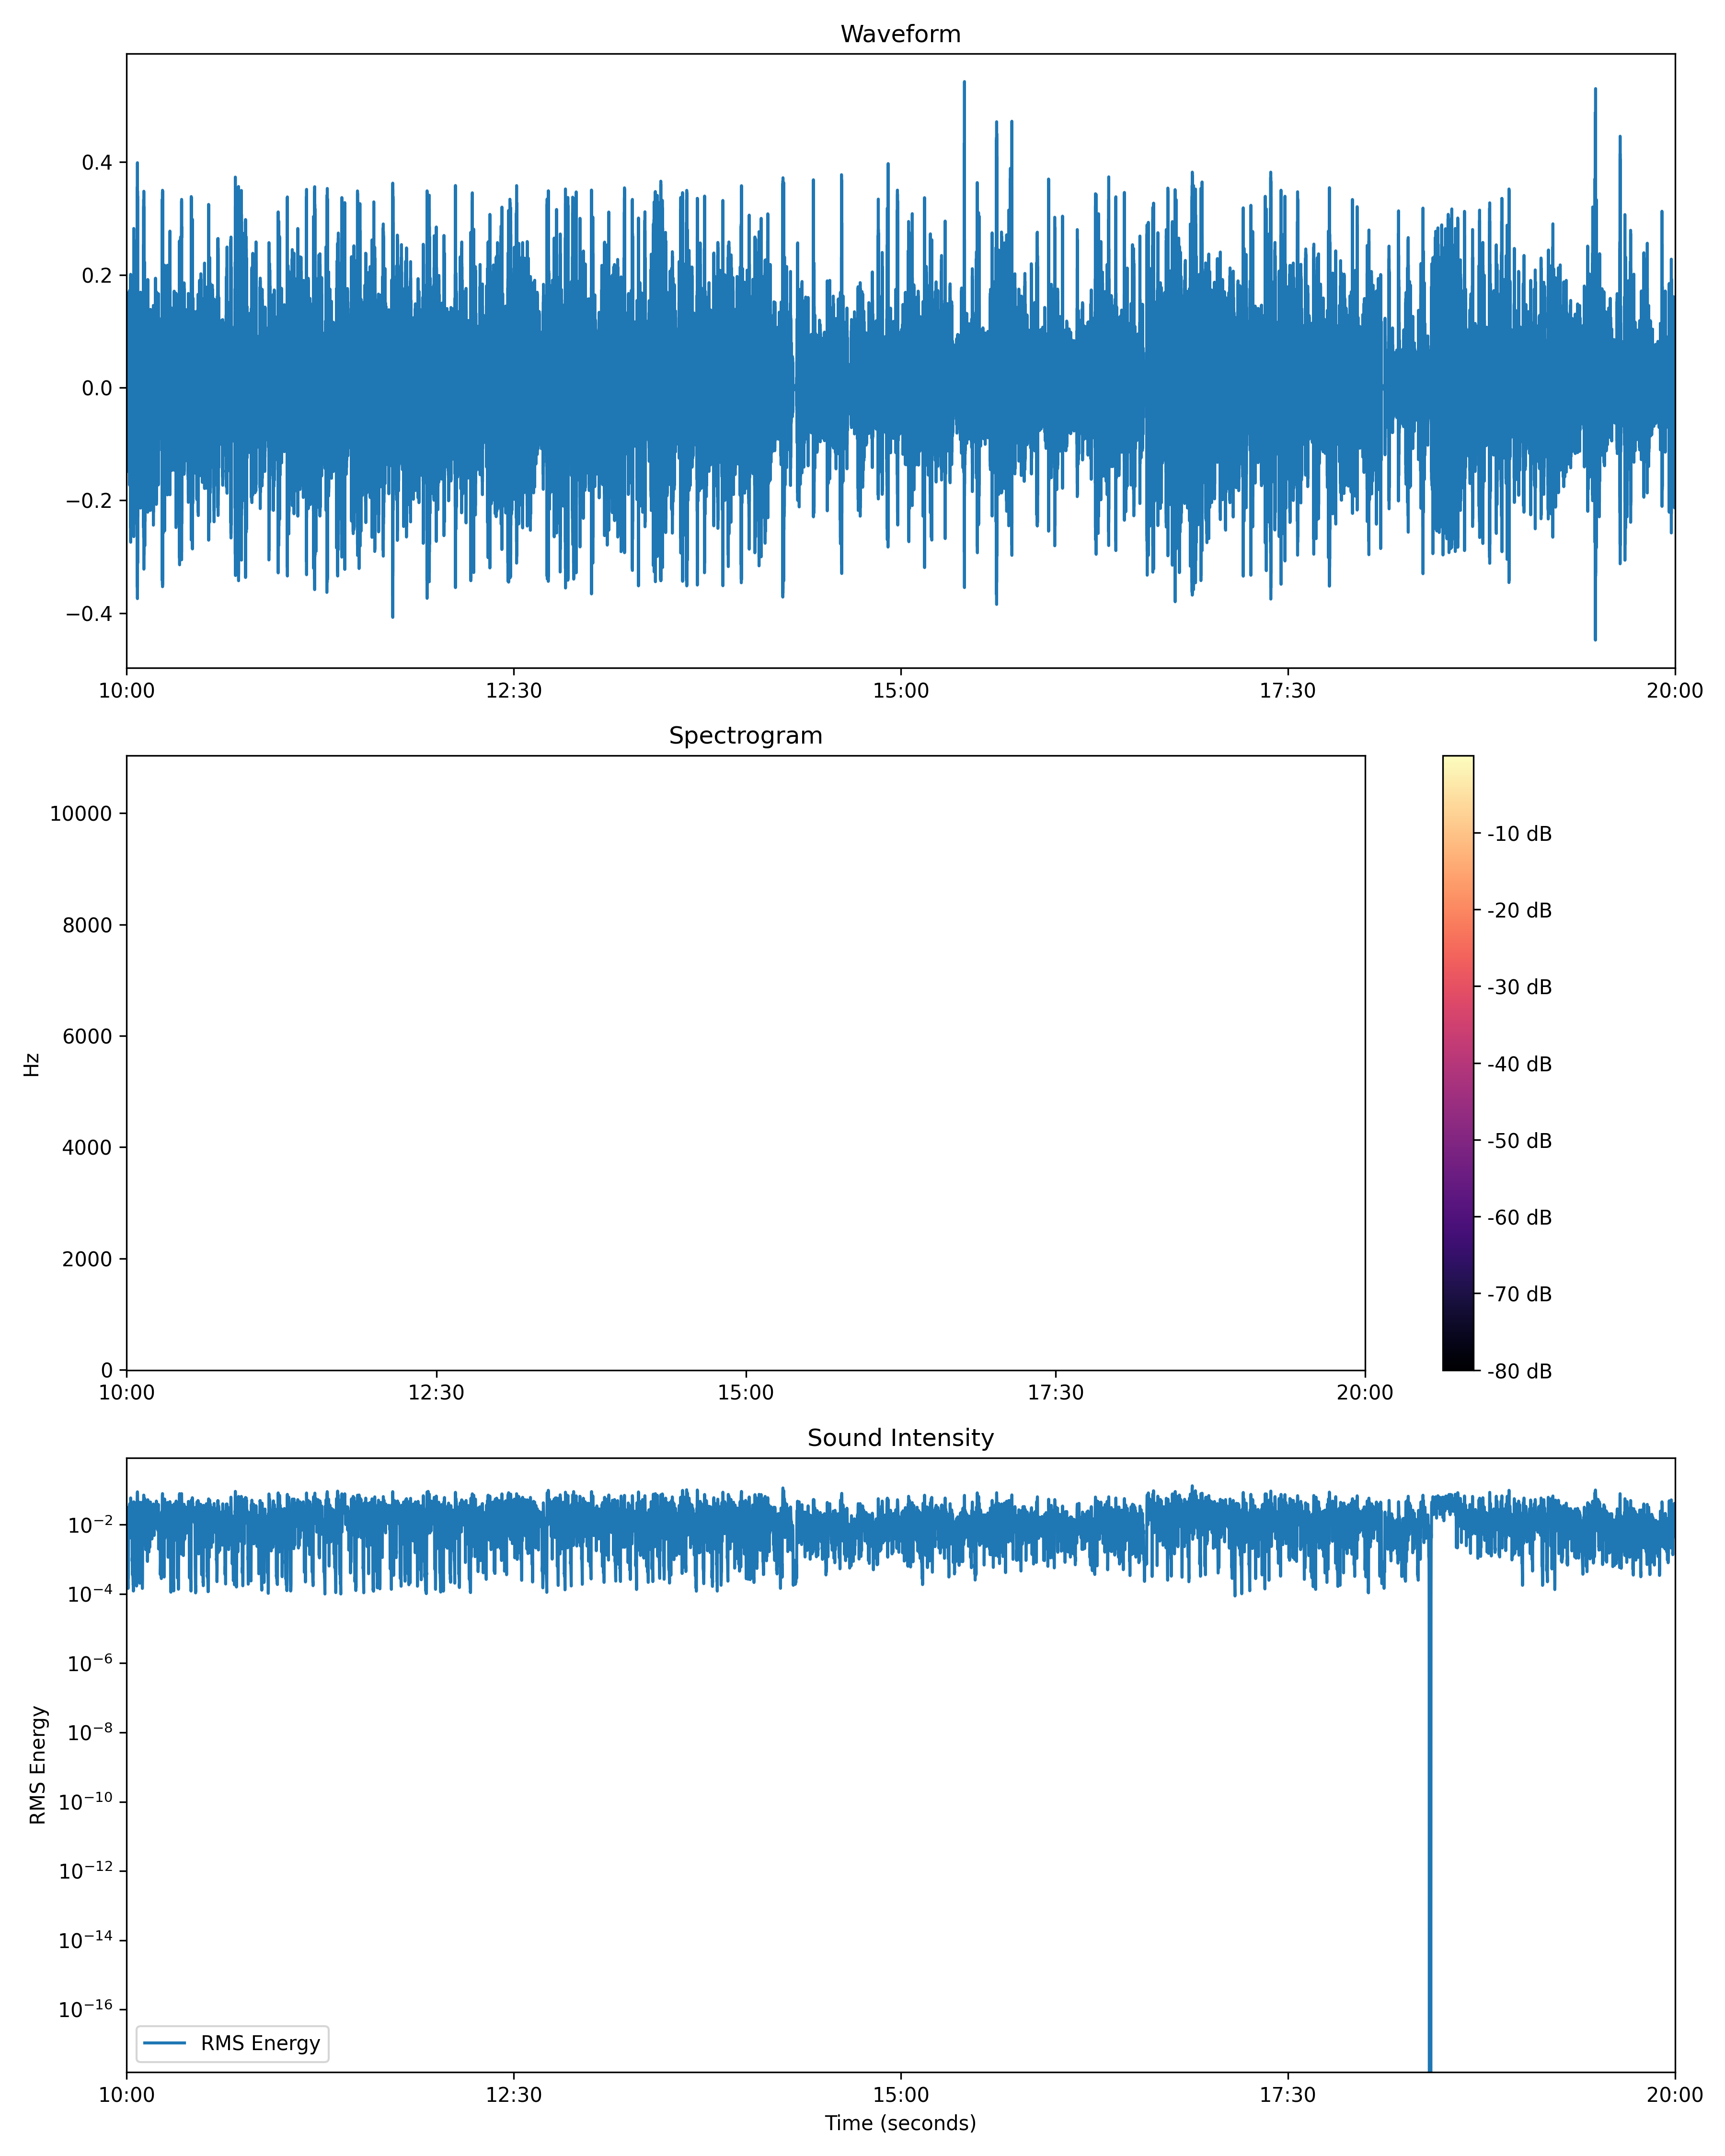 Waveform
0.4
0.2
0.0
−0.2
−0.4
10:00 12:30 15:00 17:30 20:00
Spectrogram
10000
8000
6000
4000
2000
0
Hz
10:00 12:30 15:00 17:30 20:00
-10 dB
-20 dB
-30 dB
-40 dB
-50 dB
-60 dB
-70 dB
-80 dB
Sound Intensity
10⁻²
10⁻⁴
10⁻⁶
10⁻⁸
10⁻¹⁰
10⁻¹²
10⁻¹⁴
10⁻¹⁶
RMS Energy
RMS Energy
10:00 12:30 15:00 17:30 20:00
Time (seconds)